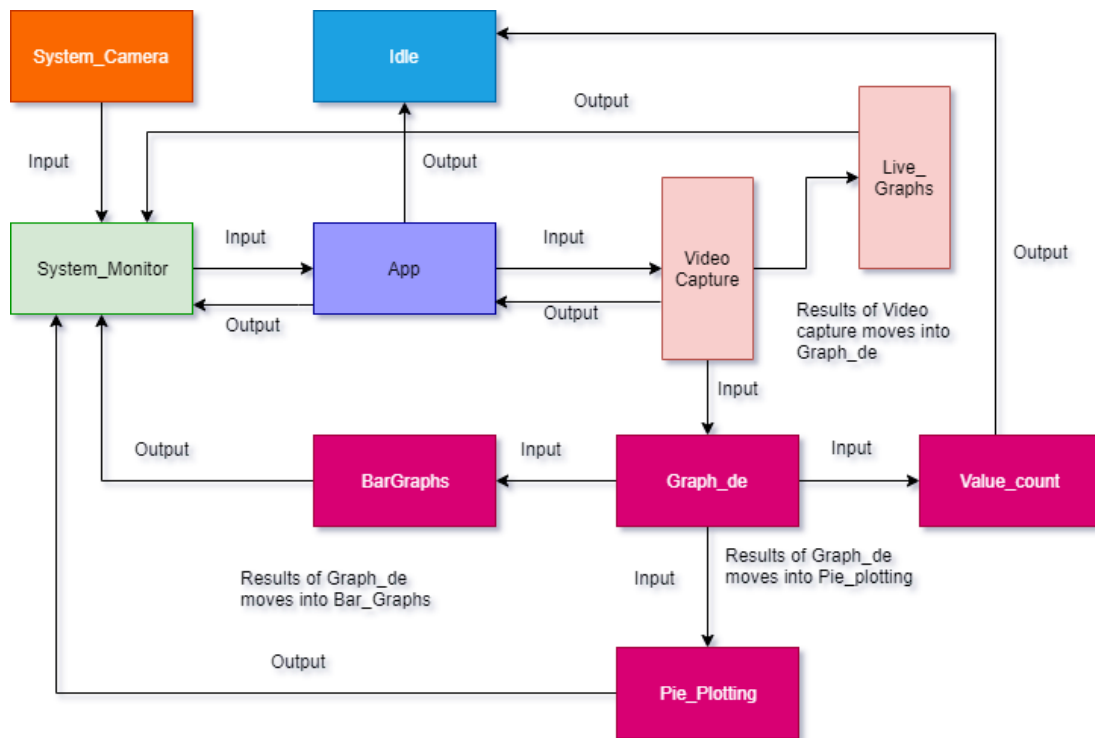 System_Camera
Idle
Output
Input
Output
Live_
Graphs
Input
Input
Output
System_Monitor
App
Video
Capture
Output
Output
Results of Video
capture moves into
Graph_de
Input
Output
Input
Input
BarGraphs
Graph_de
Value_count
Results of Graph_de
moves into Pie_plotting
Input
Results of Graph_de
moves into Bar_Graphs
Output
Pie_Plotting